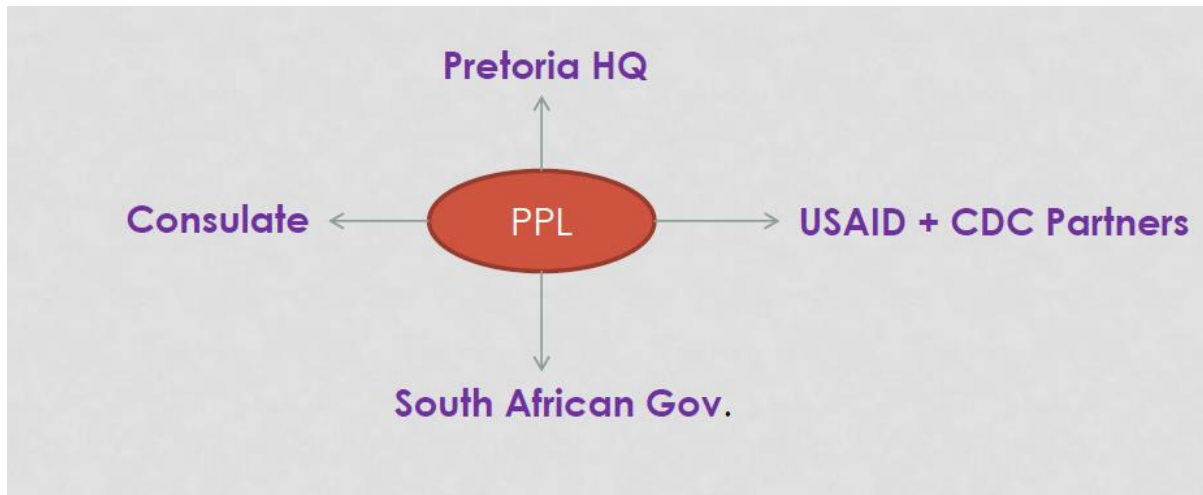 Pretoria HQ
Consulate
PPL
USAID + CDC Partners
South African Gov.